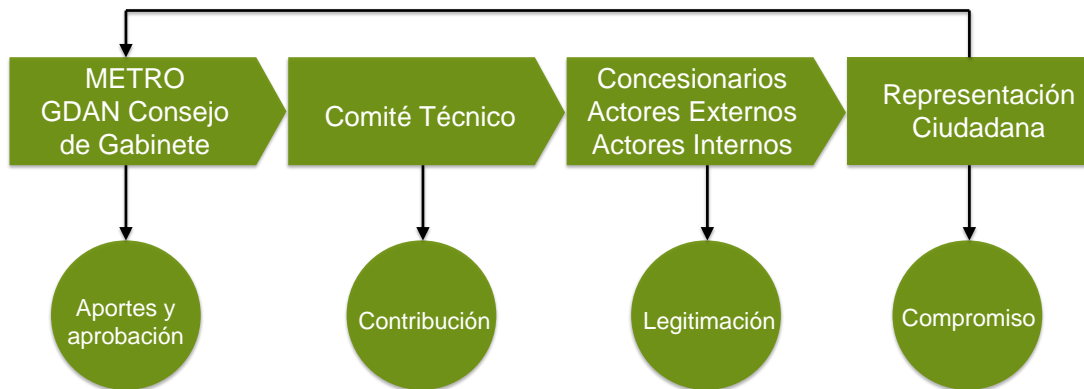 METRO
GDAN Consejo
de Gabinete
Comité Técnico
Concesionarios
Actores Externos
Actores Internos
Representación
Ciudadana
Aportes y
aprobación
Contribución
Legitimación
Compromiso